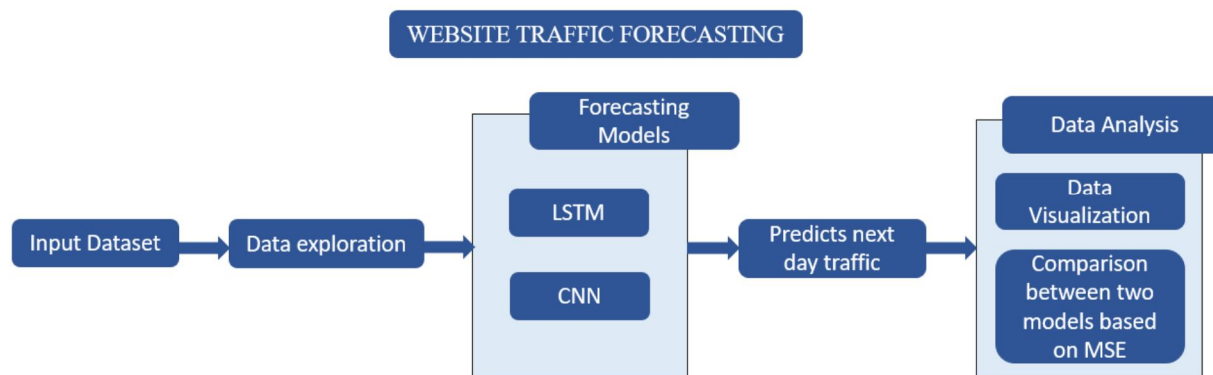 WEBSITE TRAFFIC FORECASTING
Input Dataset
Data exploration
Forecasting
Models
LSTM
CNN
Predicts next
day traffic
Data Analysis
Data
Visualization
Comparison
between two
models based
on MSE